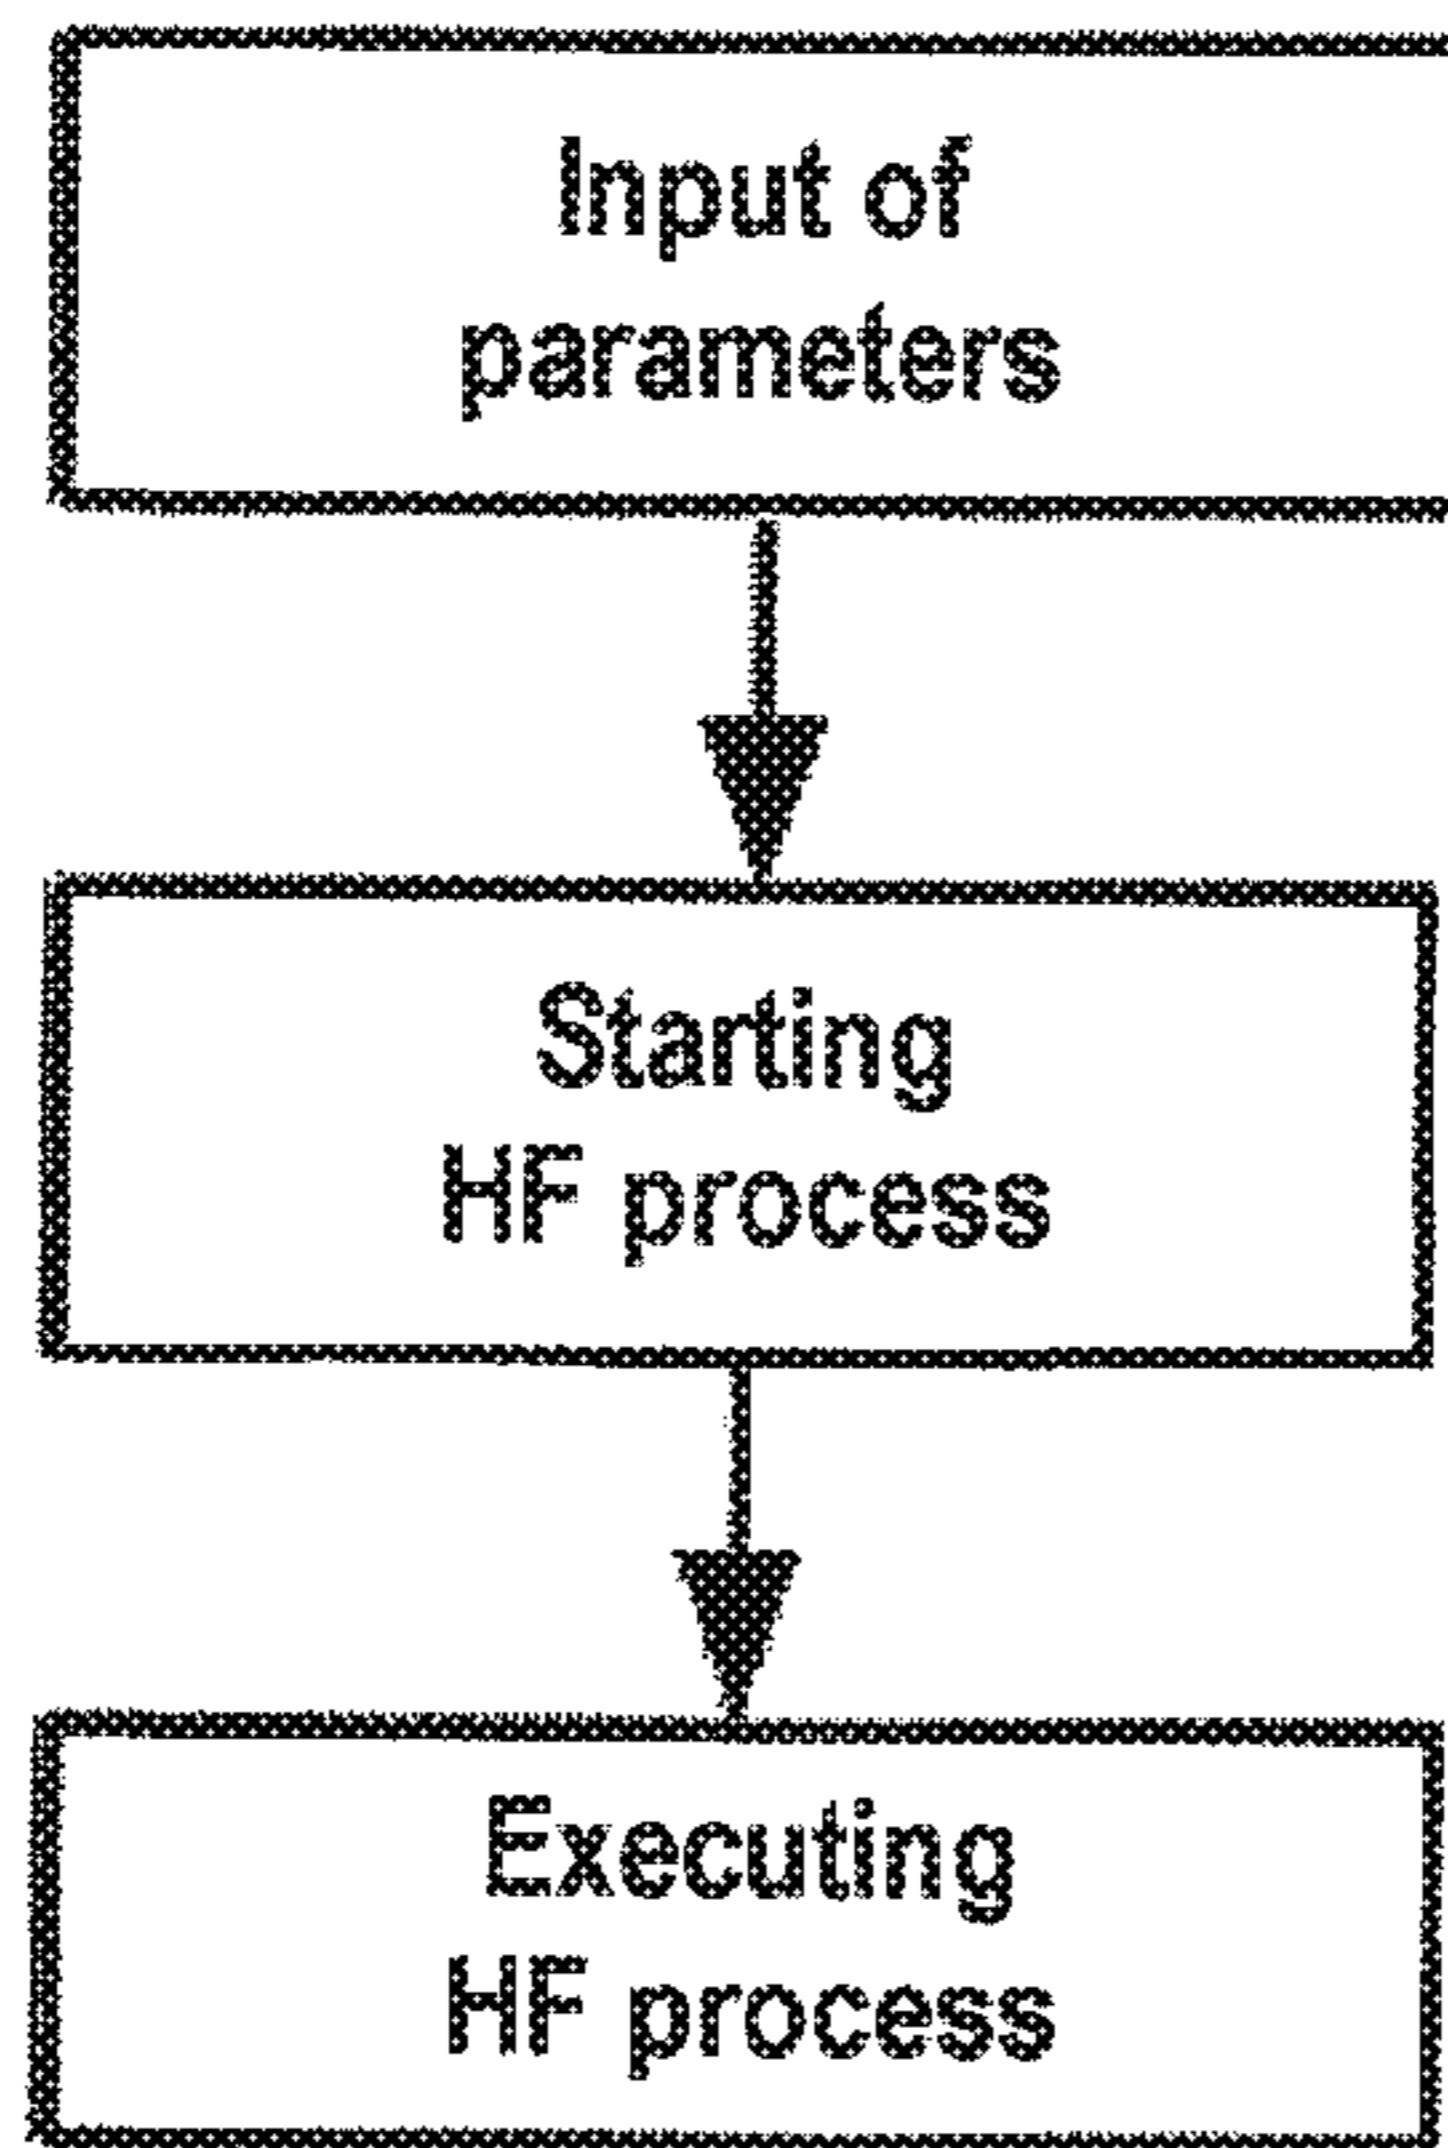 Input of
parameters
Starting
HF process
Executing
HF process